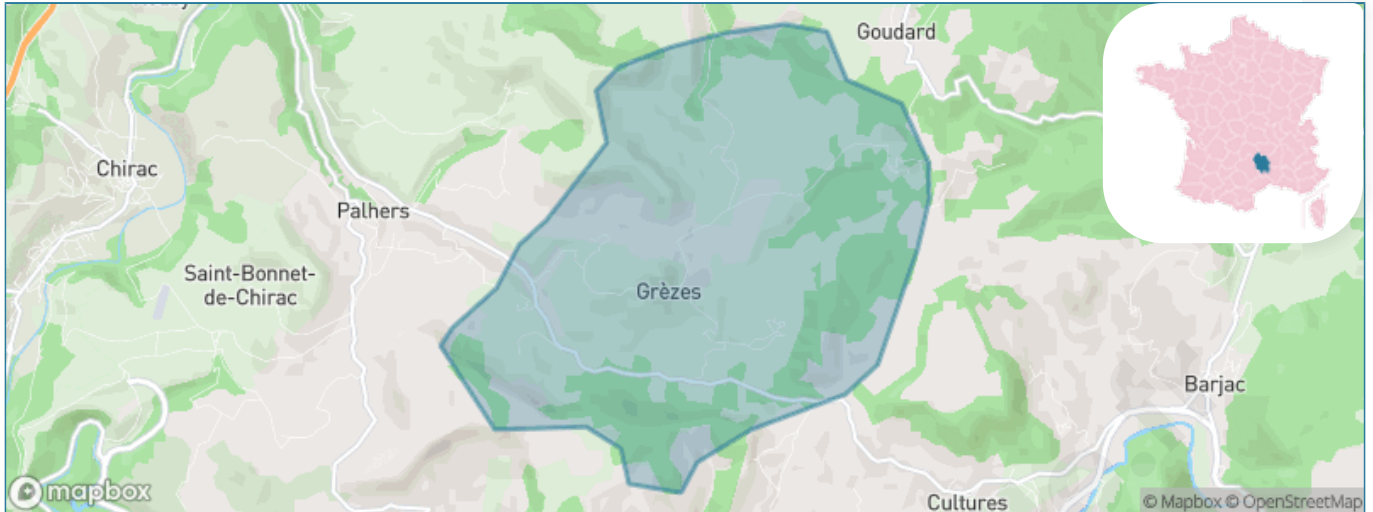 Goudard
Chirac
Palhers
Saint-Bonnet-
de-Chirac
Grèzes
Barjac
Cultures
mapbox
© Mapbox © OpenStreetMap